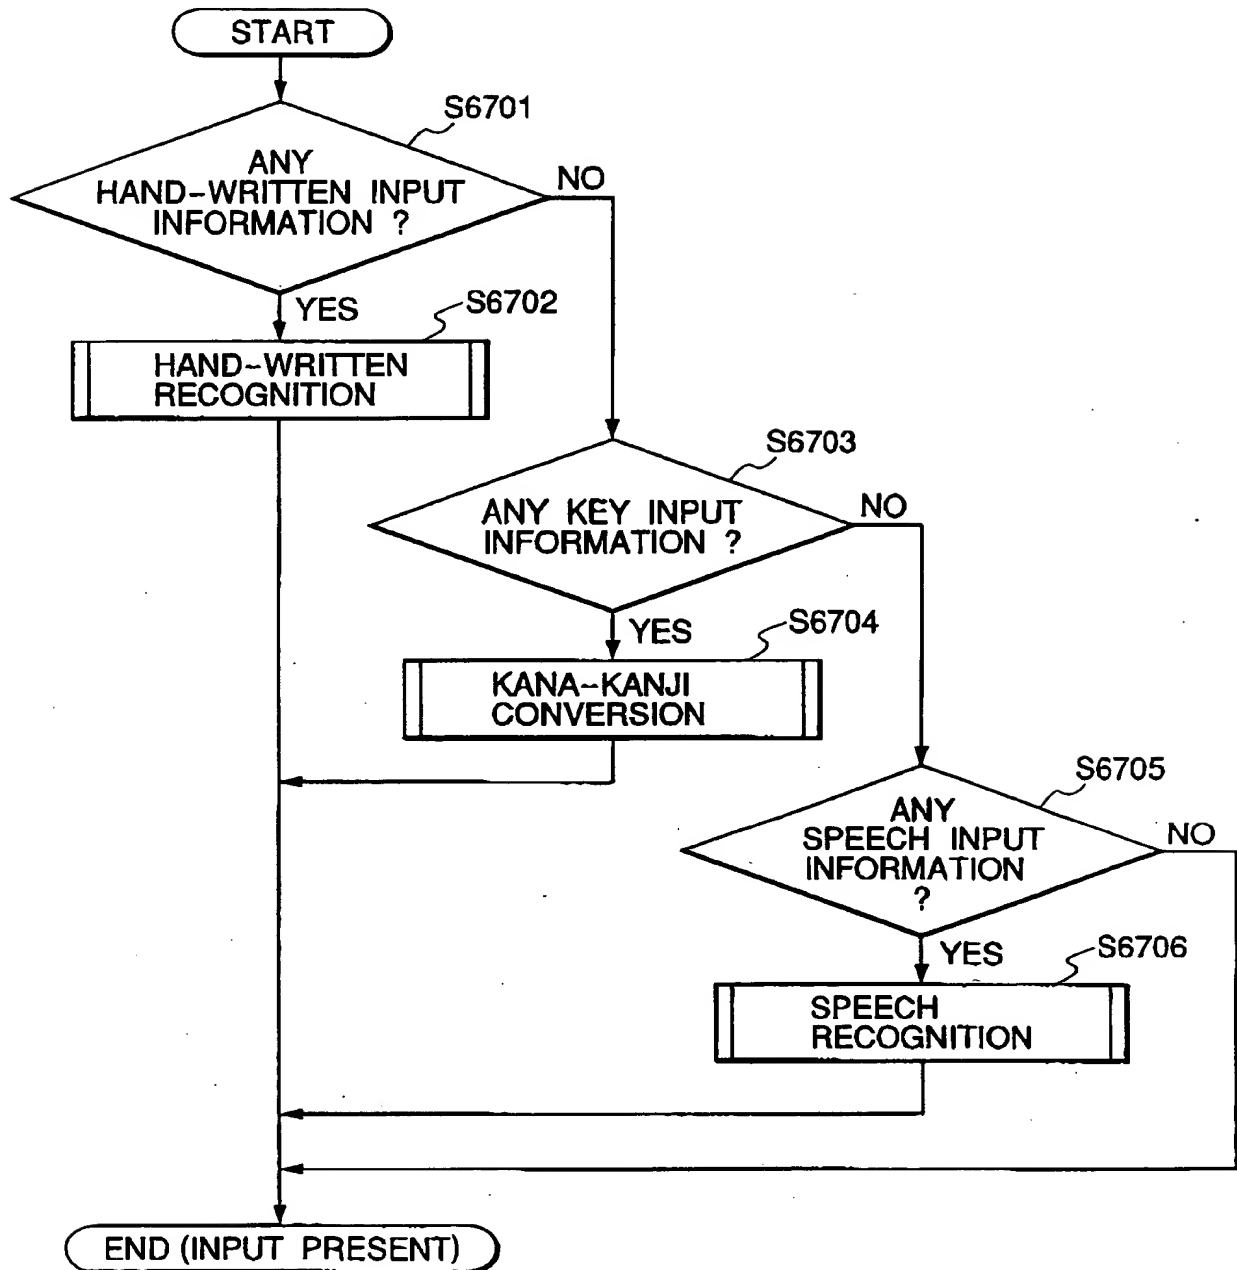 START
S6701
ANY
HAND-WRITTEN INPUT
INFORMATION ?
NO
YES
S6702
HAND-WRITTEN
RECOGNITION
S6703
ANY KEY INPUT
INFORMATION ?
NO
YES
S6704
KANA-KANJI
CONVERSION
S6705
ANY
SPEECH INPUT
INFORMATION
?
NO
YES
S6706
SPEECH
RECOGNITION
END (INPUT PRESENT)